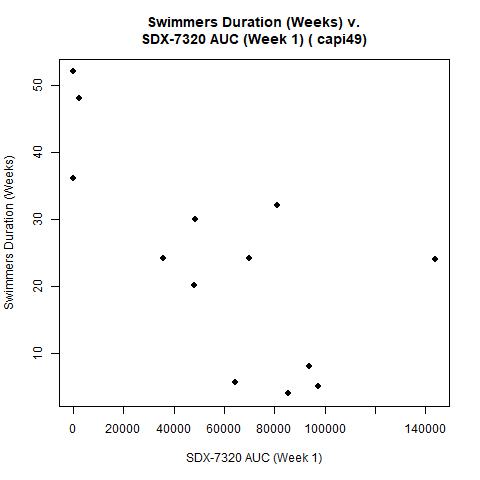 Swimmers Duration (Weeks) v.
SDX-7320 AUC (Week 1) ( capi49)
Swimmers Duration (Weeks)
50
40
30
20
10
0 20000 40000 60000 80000 100000 140000
SDX-7320 AUC (Week 1)